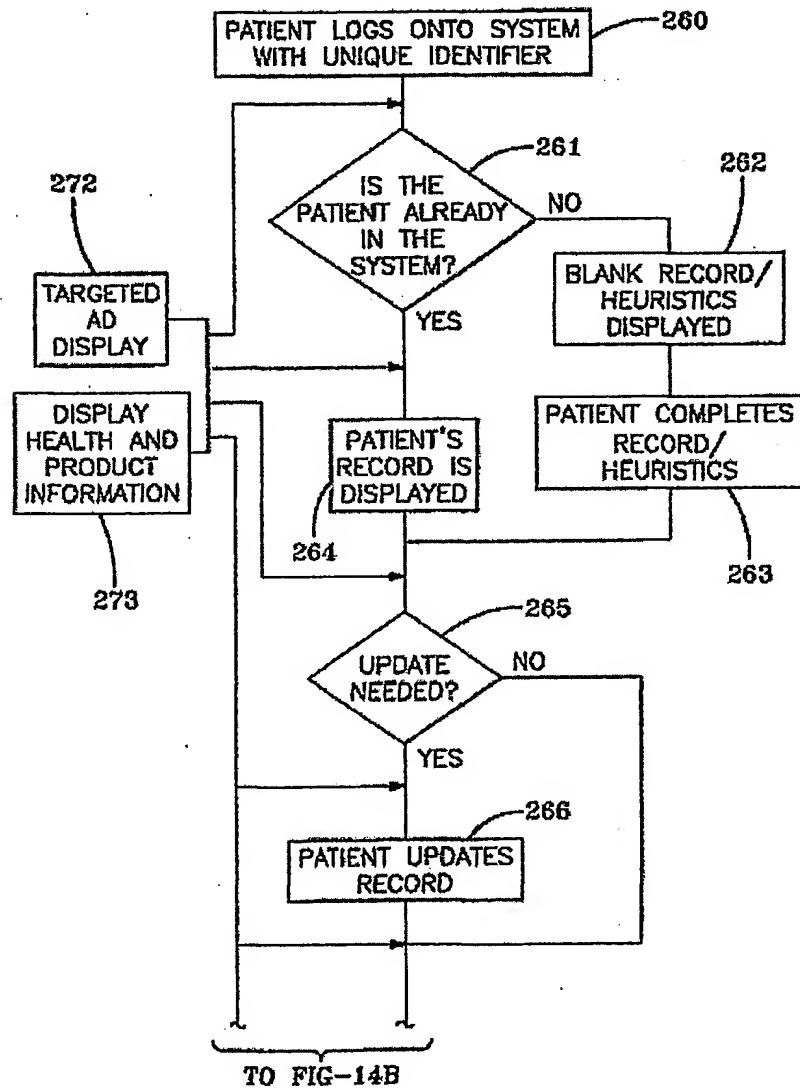 PATIENT LOGS ONTO SYSTEM
WITH UNIQUE IDENTIFIER
260
261
IS THE
PATIENT ALREADY
IN THE
SYSTEM?
NO
YES
262
BLANK RECORD/
HEURISTICS
DISPLAYED
272
TARGETED
AD
DISPLAY
DISPLAY
HEALTH AND
PRODUCT
INFORMATION
273
PATIENT'S
RECORD IS
DISPLAYED
264
PATIENT COMPLETES
RECORD/
HEURISTICS
263
265
UPDATE
NEEDED?
NO
YES
266
PATIENT UPDATES
RECORD
TO FIG-14B